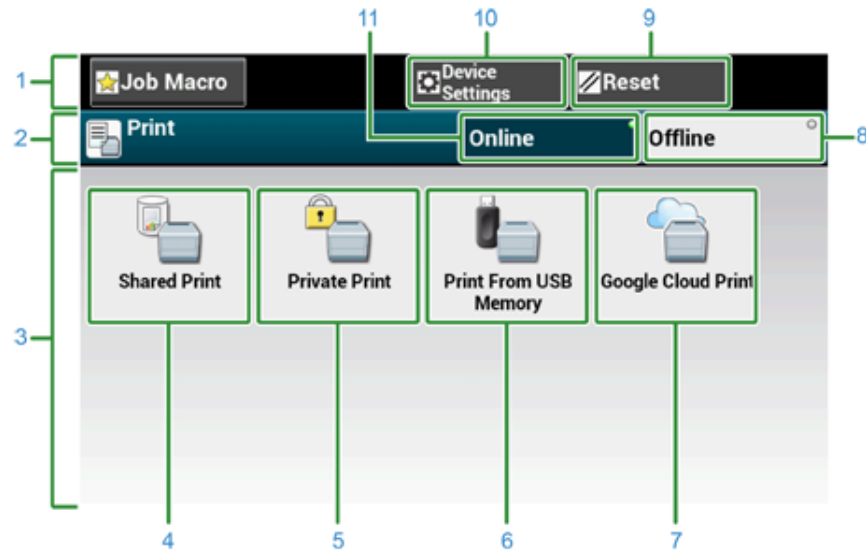 11 10 9
1 Job Macro Device Settings Reset
2 Print Online Offline 8
3
Shared Print Private Print Print From USB Memory Google Cloud Print
4 5 6 7